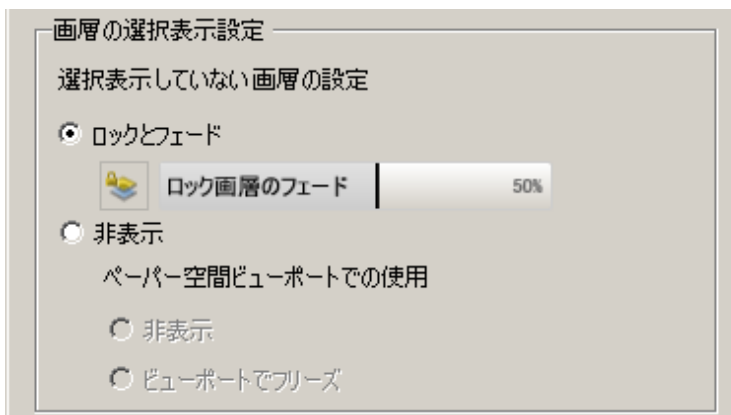 画層の選択表示設定
選択表示していない画層の設定
ロックとフェード
ロック画層のフェード 50%
非表示
ペーパー空間ビューポートでの使用
非表示
ビューポートでフリーズ